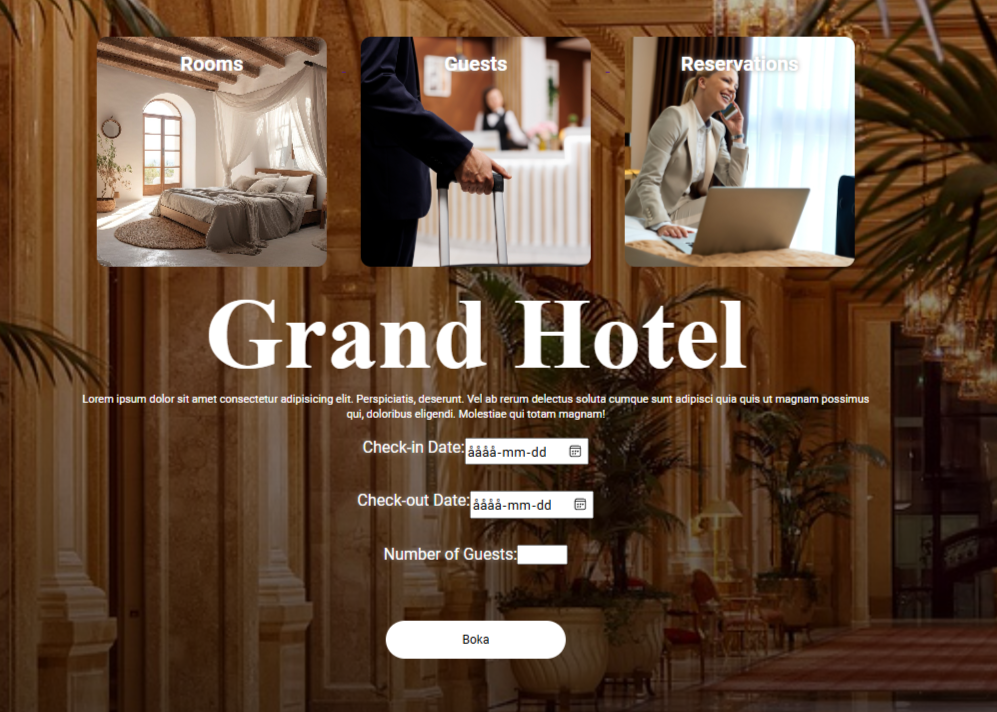 Rooms
Guests
Reservations
Grand Hotel
Lorem ipsum dolor sit amet consectetur adipisicing elit. Perspiciatis, deserunt. Vel ab rerum delectus soluta cumque sunt adipisci quia quis ut magnam possimus
qui, doloribus eligendi. Molestiae qui totam magnam!
Check-in Date: åååå-mm-dd
Check-out Date: åååå-mm-dd
Number of Guests:
Boka